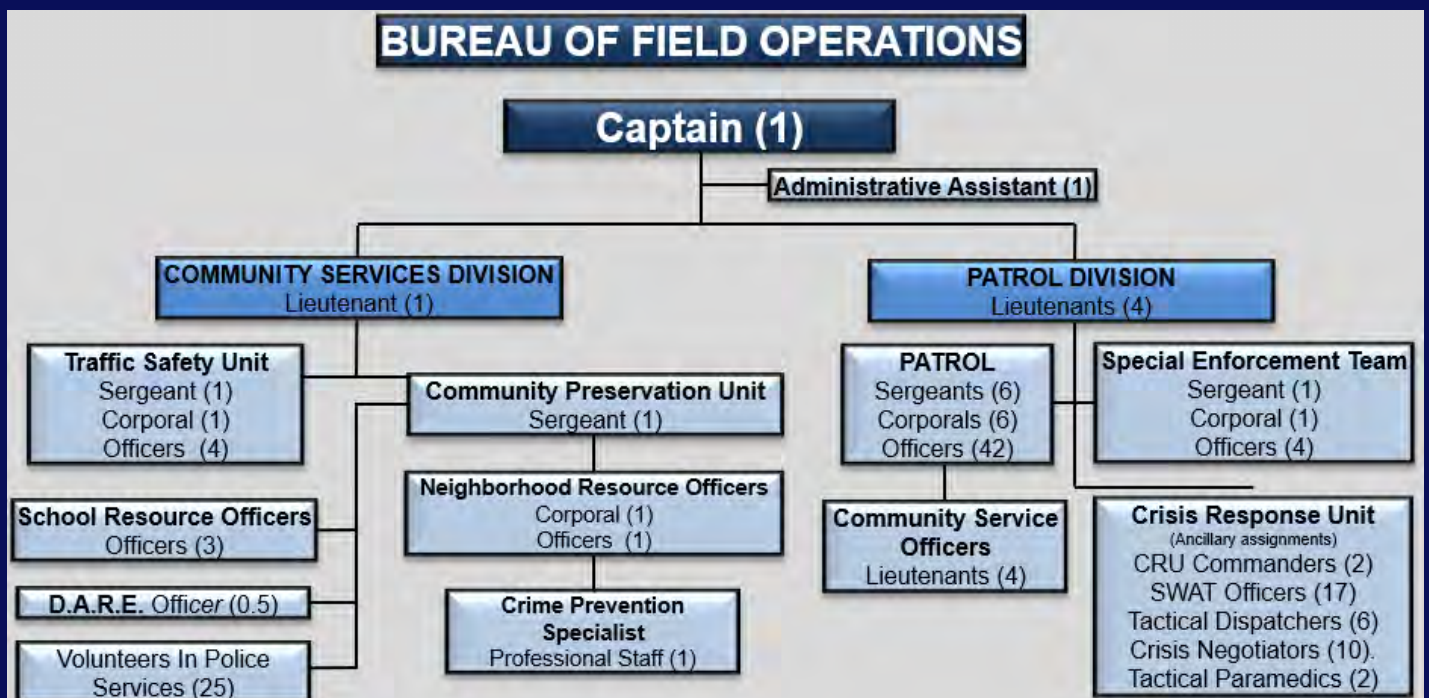 BUREAU OF FIELD OPERATIONS
Captain (1)
Administrative Assistant (1)
COMMUNITY SERVICES DIVISION
Lieutenant (1)
PATROL DIVISION
Lieutenants (4)
Traffic Safety Unit
Sergeant (1)
Corporal (1)
Officers (4)
Community Preservation Unit
Sergeant (1)
PATROL
Sergeants (6)
Corporals (6)
Officers (42)
Special Enforcement Team
Sergeant (1)
Corporal (1)
Officers (4)
School Resource Officers
Officers (3)
Neighborhood Resource Officers
Corporal (1)
Officers (1)
Community Service
Officers
Lieutenants (4)
Crisis Response Unit
(Ancillary assignments)
CRU Commanders (2)
SWAT Officers (17)
Tactical Dispatchers (6)
Crisis Negotiators (10).
Tactical Paramedics (2)
D.A.R.E. Officer (0.5)
Crime Prevention
Specialist
Professional Staff (1)
Volunteers In Police
Services (25)